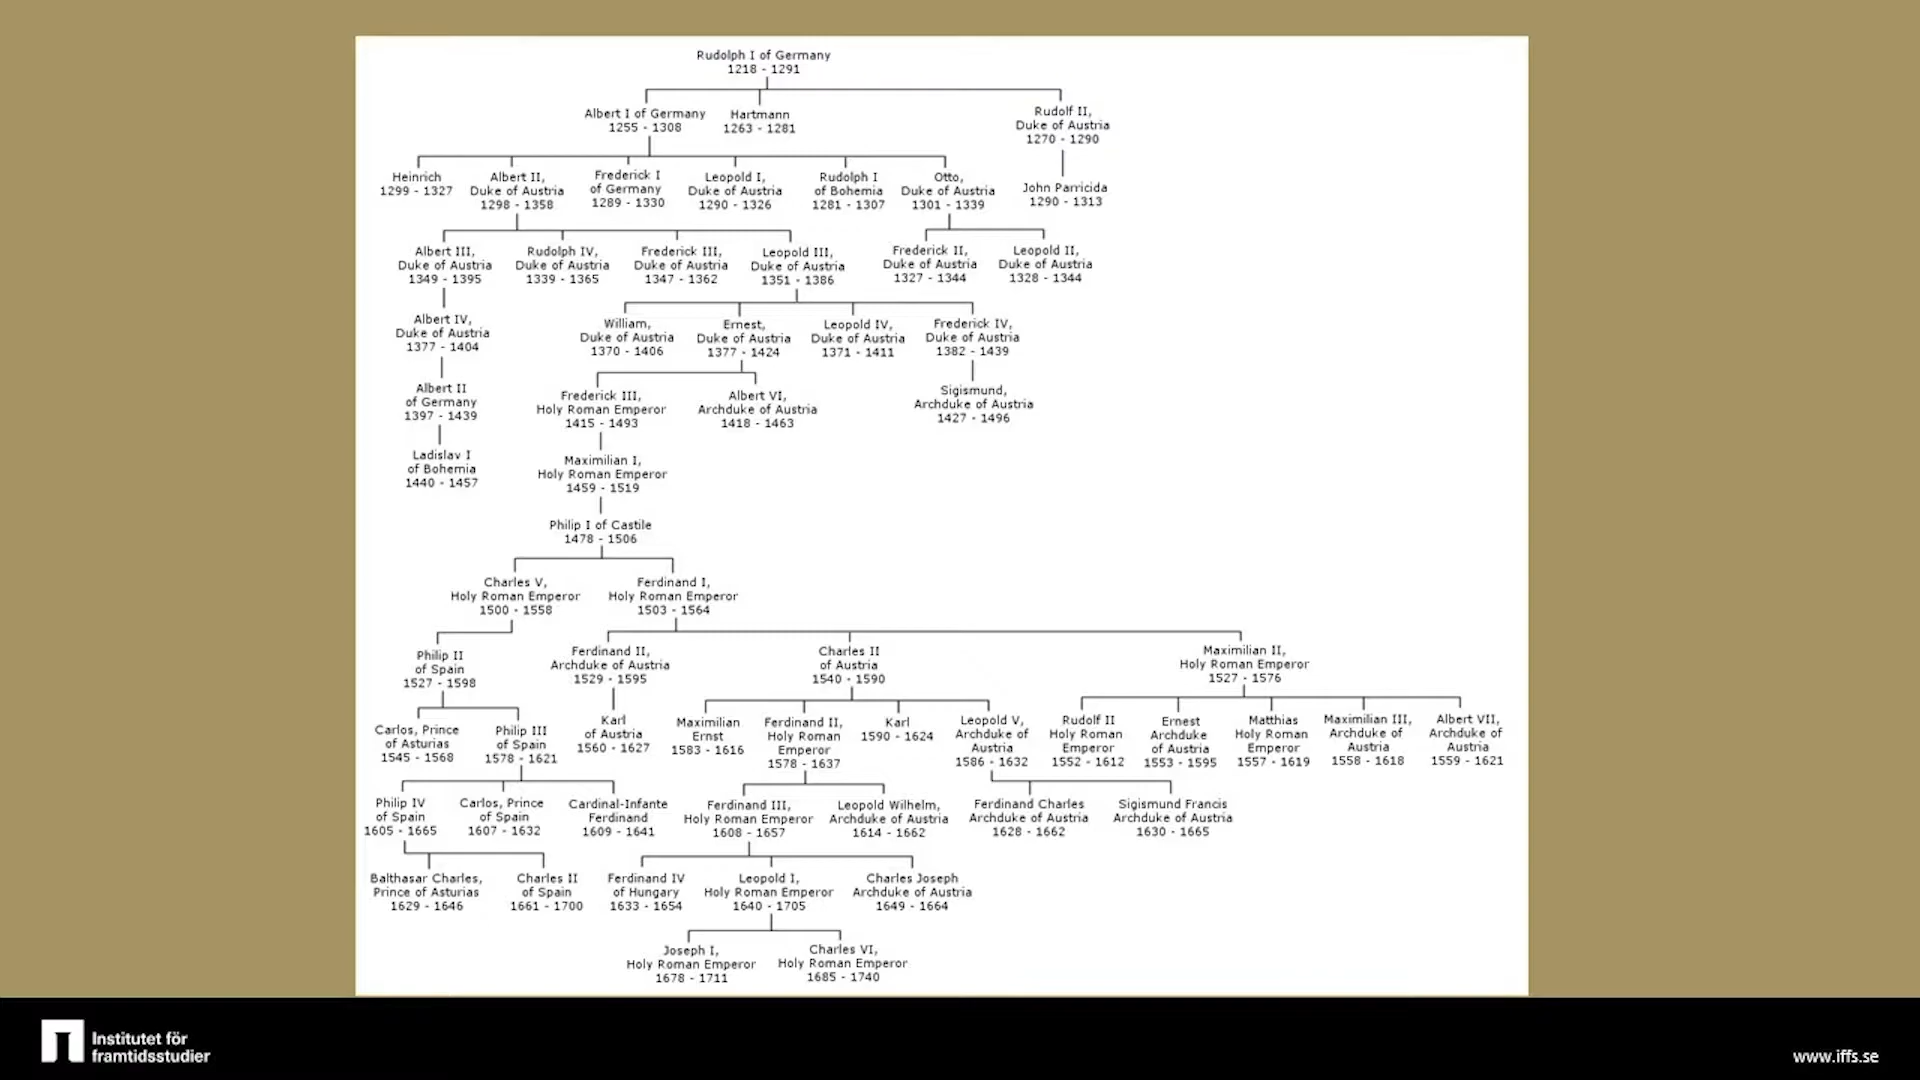 Rudolph I of Germany
1218 - 1291
Albert I of Germany
1255 - 1308
Hartmann
1263 - 1281
Rudolf II,
Duke of Austria
1270 - 1290
Heinrich
1299 - 1327
Albert II,
Duke of Austria
1298 - 1358
Frederick I
of Germany
1289 - 1330
Leopold I,
Duke of Austria
1290 - 1326
Rudolph I
of Bohemia
1281 - 1307
Otto,
Duke of Austria
1301 - 1339
John Parricida
1290 - 1313
Albert III,
Duke of Austria
1349 - 1395
Rudolph IV,
Duke of Austria
1339 - 1365
Frederick III,
Duke of Austria
1347 - 1362
Leopold III,
Duke of Austria
1351 - 1386
Frederick II,
Duke of Austria
1327 - 1344
Leopold II,
Duke of Austria
1328 - 1344
Albert IV,
Duke of Austria
1377 - 1404
William,
Duke of Austria
1370 - 1406
Ernest,
Duke of Austria
1377 - 1424
Leopold IV,
Duke of Austria
1371 - 1411
Frederick IV,
Duke of Austria
1382 - 1439
Albert II
of Germany
1397 - 1439
Frederick III,
Holy Roman Emperor
1415 - 1493
Albert VI,
Archduke of Austria
1418 - 1463
Sigismund,
Archduke of Austria
1427 - 1496
Ladislav I
of Bohemia
1440 - 1457
Maximilian I,
Holy Roman Emperor
1459 - 1519
Philip I of Castile
1478 - 1506
Charles V,
Holy Roman Emperor
1500 - 1558
Ferdinand I,
Holy Roman Emperor
1503 - 1564
Philip II
of Spain
1527 - 1598
Ferdinand II,
Archduke of Austria
1529 - 1595
Charles II
of Austria
1540 - 1590
Maximilian II,
Holy Roman Emperor
1527 - 1576
Carlos, Prince
of Asturias
1545 - 1568
Philip III
of Spain
1578 - 1621
Karl
of Austria
1560 - 1627
Maximilian
Ernst
1583 - 1616
Ferdinand II,
Holy Roman
Emperor
1578 - 1637
Karl
1590 - 1624
Leopold V,
Archduke of
Austria
1586 - 1632
Rudolf II
Holy Roman
Emperor
1552 - 1612
Ernest
Archduke
of Austria
1553 - 1595
Matthias
Holy Roman
Emperor
1557 - 1619
Maximilian III,
Archduke of
Austria
1558 - 1618
Albert VII,
Archduke of
Austria
1559 - 1621
Philip IV
of Spain
1605 - 1665
Carlos, Prince
of Spain
1607 - 1632
Cardinal-Infante
Ferdinand
1609 - 1641
Ferdinand III,
Holy Roman Emperor
1608 - 1657
Leopold Wilhelm,
Archduke of Austria
1614 - 1662
Ferdinand Charles
Archduke of Austria
1628 - 1662
Sigismund Francis
Archduke of Austria
1630 - 1665
Balthasar Charles,
Prince of Asturias
1629 - 1646
Charles II
of Spain
1661 - 1700
Ferdinand IV
of Hungary
1633 - 1654
Leopold I,
Holy Roman Emperor
1640 - 1705
Charles Joseph
Archduke of Austria
1649 - 1664
Joseph I,
Holy Roman Emperor
1678 - 1711
Charles VI,
Holy Roman Emperor
1685 - 1740
Institutet för
framtidsstudier
www.iffs.se